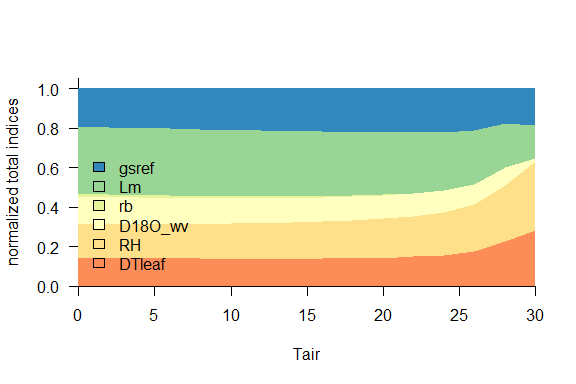 normalized total indices
1.0
0.8
0.6
0.4
0.2
0.0
gsref
Lm
rb
D18O_wv
RH
DTleaf
0 5 10 15 20 25 30
Tair